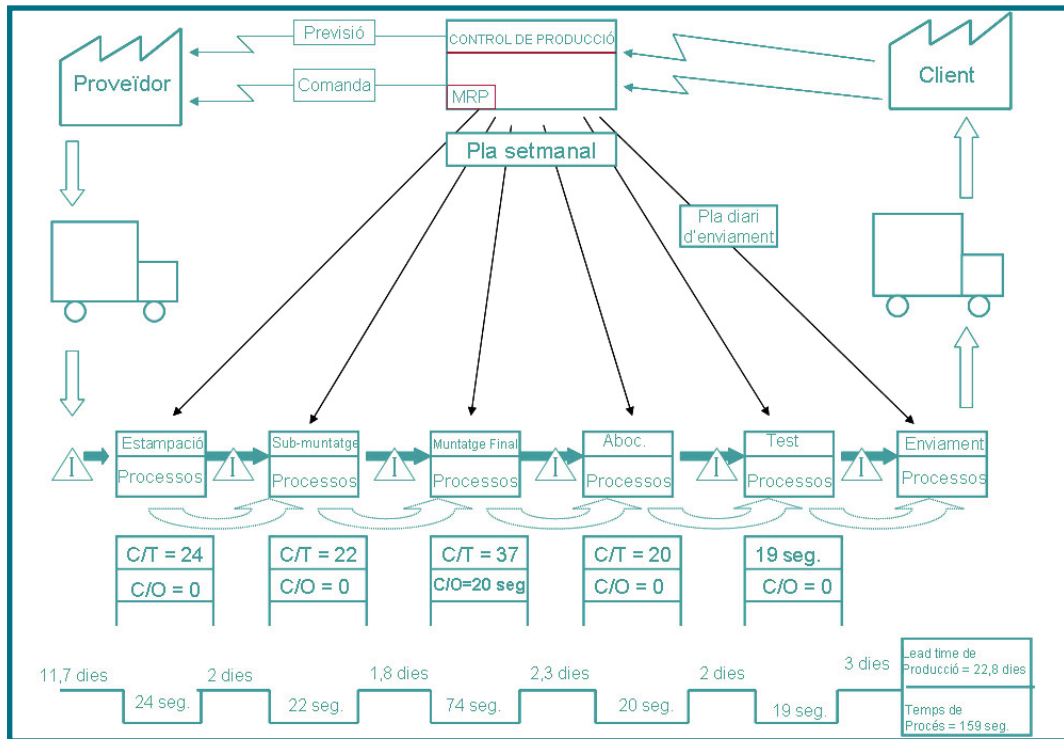 Previsió
CONTROL DE PRODUCCIÓ
Proveïdor
Client
Comanda
MRP
Pla setmanal
Pla diari
d'enviament
Estampació
Sub-muntatge
Muntatge Final
Aboc.
Test
Enviament
I
I
I
I
I
I
Processos
Processos
Processos
Processos
Processos
Processos
C/T = 24
C/T = 22
C/T = 37
C/T = 20
19 seg.
C/O = 0
C/O = 0
C/O=20 seg
C/O = 0
C/O = 0
11,7 dies
2 dies
1,8 dies
2,3 dies
2 dies
3 dies
24 seg.
22 seg.
74 seg.
20 seg.
19 seg.
Lead time de
Producció = 22,8 dies
Temps de
Procés = 159 seg.